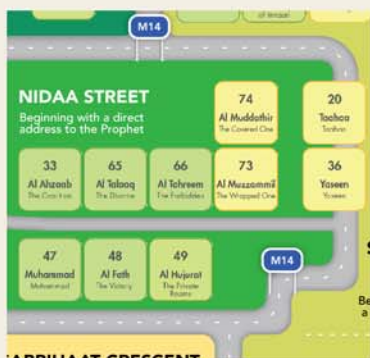 of Imraan
M14
NIDAA STREET
Beginning with a direct
address to the Prophet
74
Al Muddathir
The Covered One
20
Taahaa
Taahaa
33
Al Ahzaab
The Coalition
65
Al Talaaq
The Divorce
66
Al Tahreem
The Forbidden
73
Al Muzzammil
The Wrapped One
36
Yaseen
Yaseen
47
Muhammad
Muhammad
48
Al Fath
The Victory
49
Al Hujurat
The Private
Rooms
M14
S
Be
a